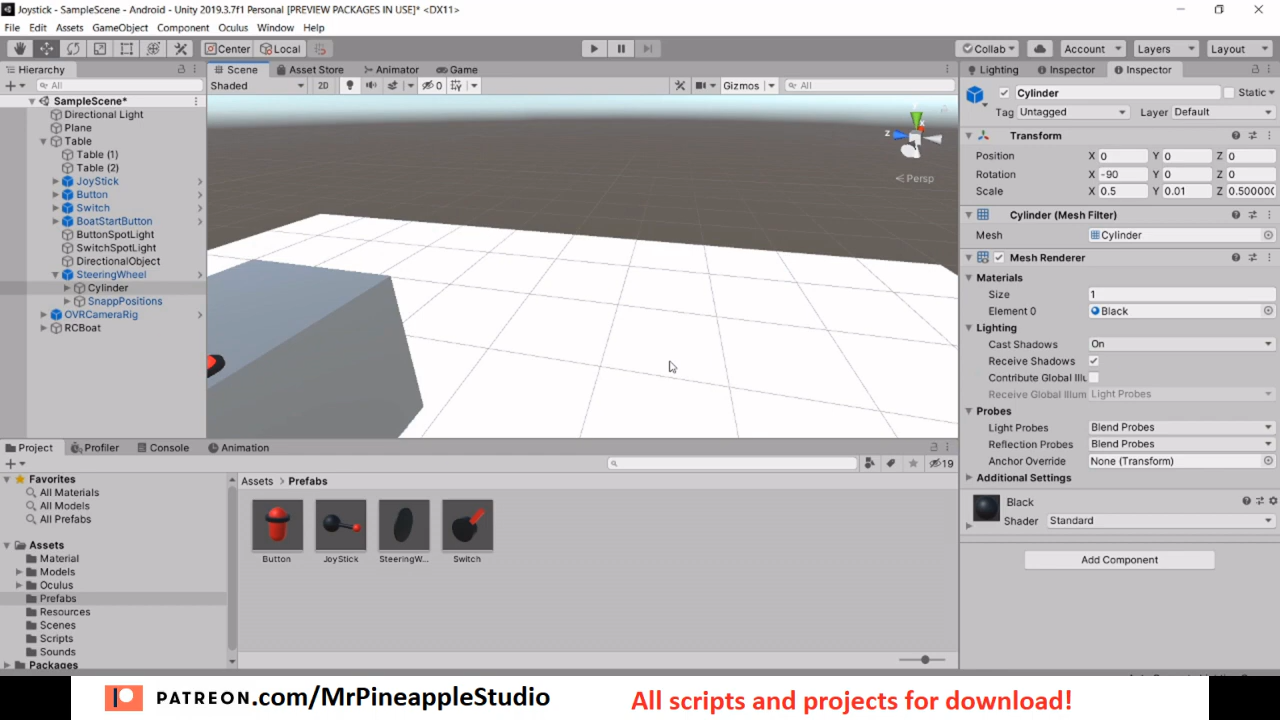 Joystick - SampleScene - Android - Unity 2019.3.7f1 Personal [PREVIEW PACKAGES IN USE]* <DX11>
File Edit Assets GameObject Component Oculus Window Help
Center Local Collab Account Layers Layout
Hierarchy
All
SampleScene*
Directional Light
Plane
Table
Table (1)
Table (2)
JoyStick
Button
Switch
BoatStartButton
ButtonSpotLight
SwitchSpotLight
DirectionalObject
SteeringWheel
Cylinder
SnappPositions
OVRCameraRig
RCBoat
Scene Asset Store Animator Game
Shaded 2D 0 Gizmos All
y
x
z
Persp
Lighting Inspector Inspector
Cylinder Static
Tag Untagged Layer Default
Transform
Position X 0 Y 0 Z 0
Rotation X -90 Y 0 Z 0
Scale X 0.5 Y 0.01 Z 0.500000
Cylinder (Mesh Filter)
Mesh Cylinder
Mesh Renderer
Materials
Size 1
Element 0 Black
Lighting
Cast Shadows On
Receive Shadows
Contribute Global Illu
Receive Global Illum Light Probes
Probes
Light Probes Blend Probes
Reflection Probes Blend Probes
Anchor Override None (Transform)
Additional Settings
Black
Shader Standard
Add Component
Project Profiler Console Animation
19
Favorites
All Materials
All Models
All Prefabs
Assets
Material
Models
Oculus
Prefabs
Resources
Scenes
Scripts
Sounds
Packages
Assets > Prefabs
Button JoyStick SteeringW... Switch
PATREON.com/MrPineappleStudio
All scripts and projects for download!